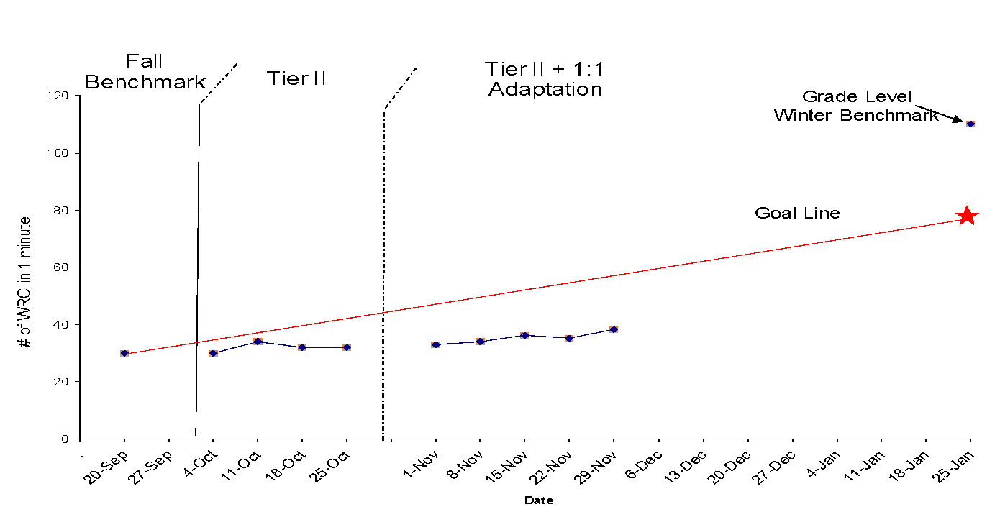 Fall
Benchmark
Tier II
Tier II + 1:1
Adaptation
Grade Level
Winter Benchmark
Goal Line
# of WRC in 1 minute
120
100
80
60
40
20
0
.
20-Sep
27-Sep
4-Oct
11-Oct
18-Oct
25-Oct
1-Nov
8-Nov
15-Nov
22-Nov
29-Nov
6-Dec
13-Dec
20-Dec
27-Dec
4-Jan
11-Jan
18-Jan
25-Jan
Date